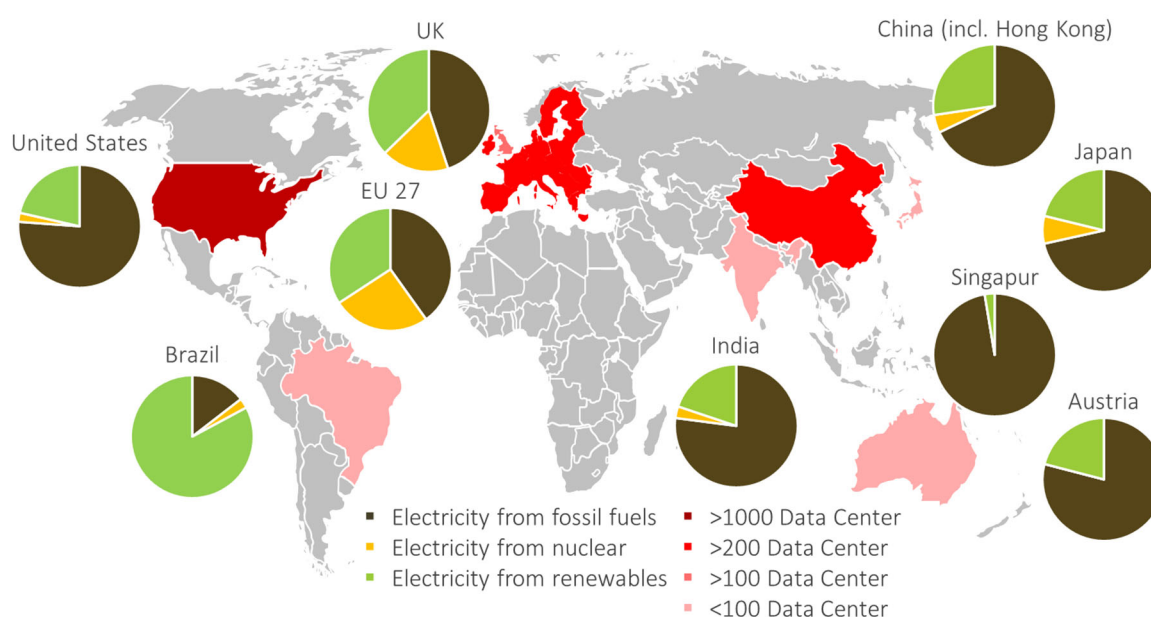 UK
China (incl. Hong Kong)
United States
Japan
EU 27
Singapur
Brazil
India
Austria
Electricity from fossil fuels
Electricity from nuclear
Electricity from renewables
>1000 Data Center
>200 Data Center
>100 Data Center
<100 Data Center